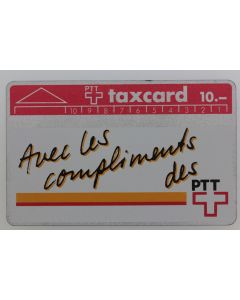 PTT taxcard 10.–
10 9 8 7 6 5 4 3 2 1
Avec les
compliments
des
PTT